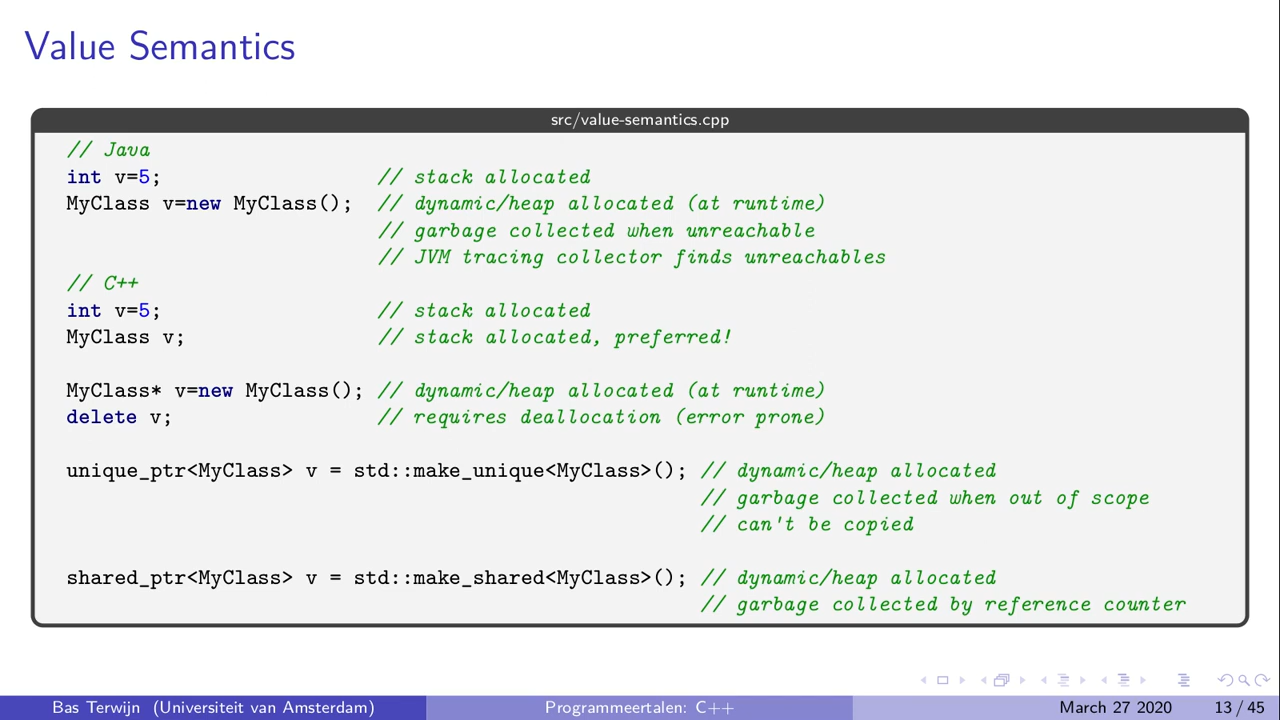 Value Semantics
src/value-semantics.cpp
// Java
int v=5; // stack allocated
MyClass v=new MyClass(); // dynamic/heap allocated (at runtime)
// garbage collected when unreachable
// JVM tracing collector finds unreachables
// C++
int v=5; // stack allocated
MyClass v; // stack allocated, preferred!
MyClass* v=new MyClass(); // dynamic/heap allocated (at runtime)
delete v; // requires deallocation (error prone)
unique_ptr<MyClass> v = std::make_unique<MyClass>(); // dynamic/heap allocated
// garbage collected when out of scope
// can't be copied
shared_ptr<MyClass> v = std::make_shared<MyClass>(); // dynamic/heap allocated
// garbage collected by reference counter
Bas Terwijn (Universiteit van Amsterdam) Programmeertalen: C++ March 27 2020 13 / 45